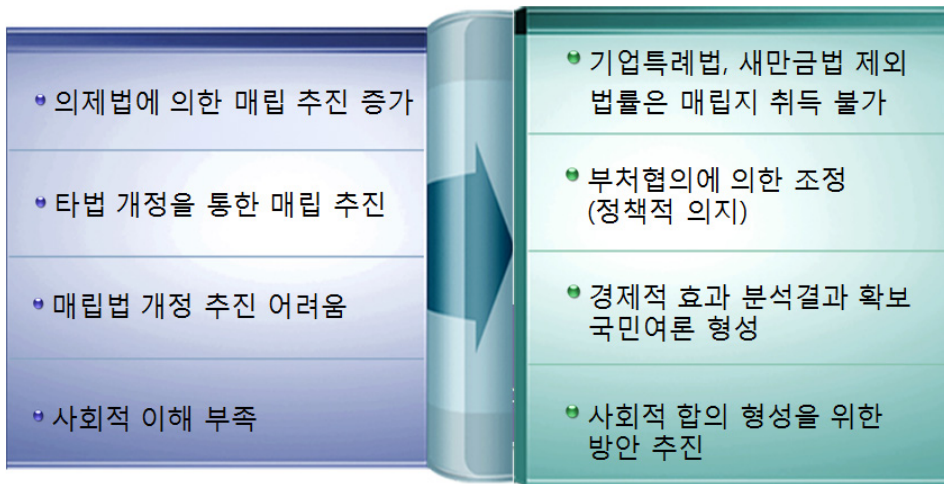 의제법에 의한 매립 추진 증가
타법 개정을 통한 매립 추진
매립법 개정 추진 어려움
사회적 이해 부족
기업특례법, 새만금법 제외
법률은 매립지 취득 불가
부처협의에 의한 조정
(정책적 의지)
경제적 효과 분석결과 확보
국민여론 형성
사회적 합의 형성을 위한
방안 추진